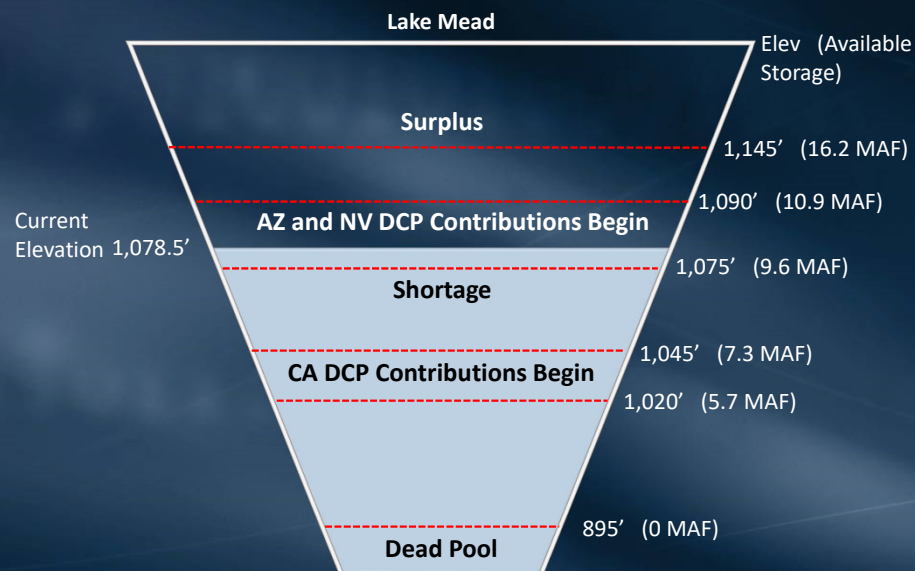 Lake Mead
Elev (Available
Storage)
Surplus
1,145’ (16.2 MAF)
1,090’ (10.9 MAF)
AZ and NV DCP Contributions Begin
Current
Elevation 1,078.5’
1,075’ (9.6 MAF)
Shortage
1,045’ (7.3 MAF)
CA DCP Contributions Begin
1,020’ (5.7 MAF)
895’ (0 MAF)
Dead Pool